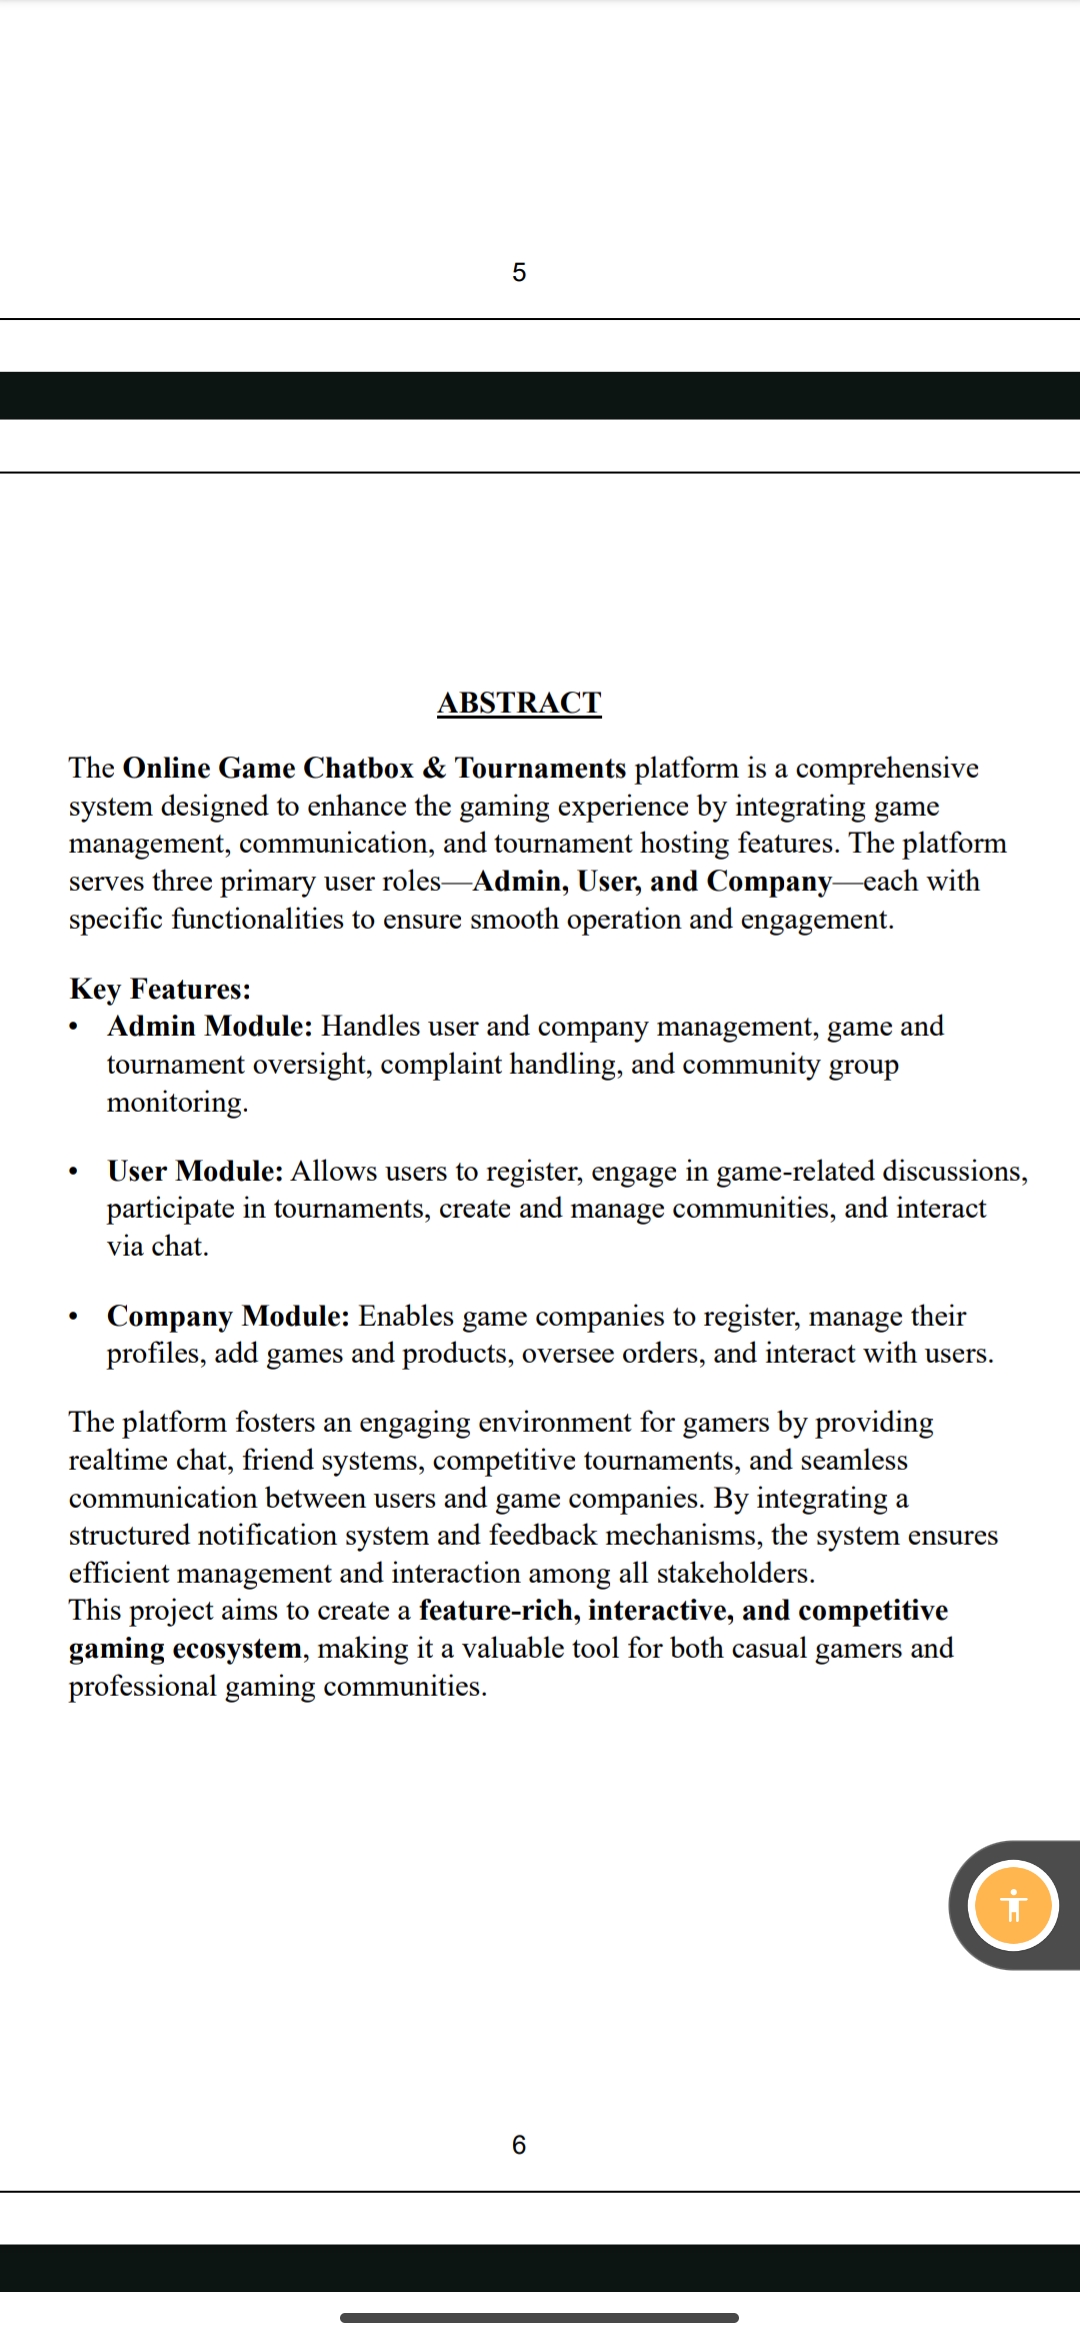 5
ABSTRACT
The Online Game Chatbox & Tournaments platform is a comprehensive
system designed to enhance the gaming experience by integrating game
management, communication, and tournament hosting features. The platform
serves three primary user roles—Admin, User, and Company—each with
specific functionalities to ensure smooth operation and engagement.
Key Features:
• Admin Module: Handles user and company management, game and
tournament oversight, complaint handling, and community group
monitoring.
• User Module: Allows users to register, engage in game-related discussions,
participate in tournaments, create and manage communities, and interact
via chat.
• Company Module: Enables game companies to register, manage their
profiles, add games and products, oversee orders, and interact with users.
The platform fosters an engaging environment for gamers by providing
realtime chat, friend systems, competitive tournaments, and seamless
communication between users and game companies. By integrating a
structured notification system and feedback mechanisms, the system ensures
efficient management and interaction among all stakeholders.
This project aims to create a feature-rich, interactive, and competitive
gaming ecosystem, making it a valuable tool for both casual gamers and
professional gaming communities.
6